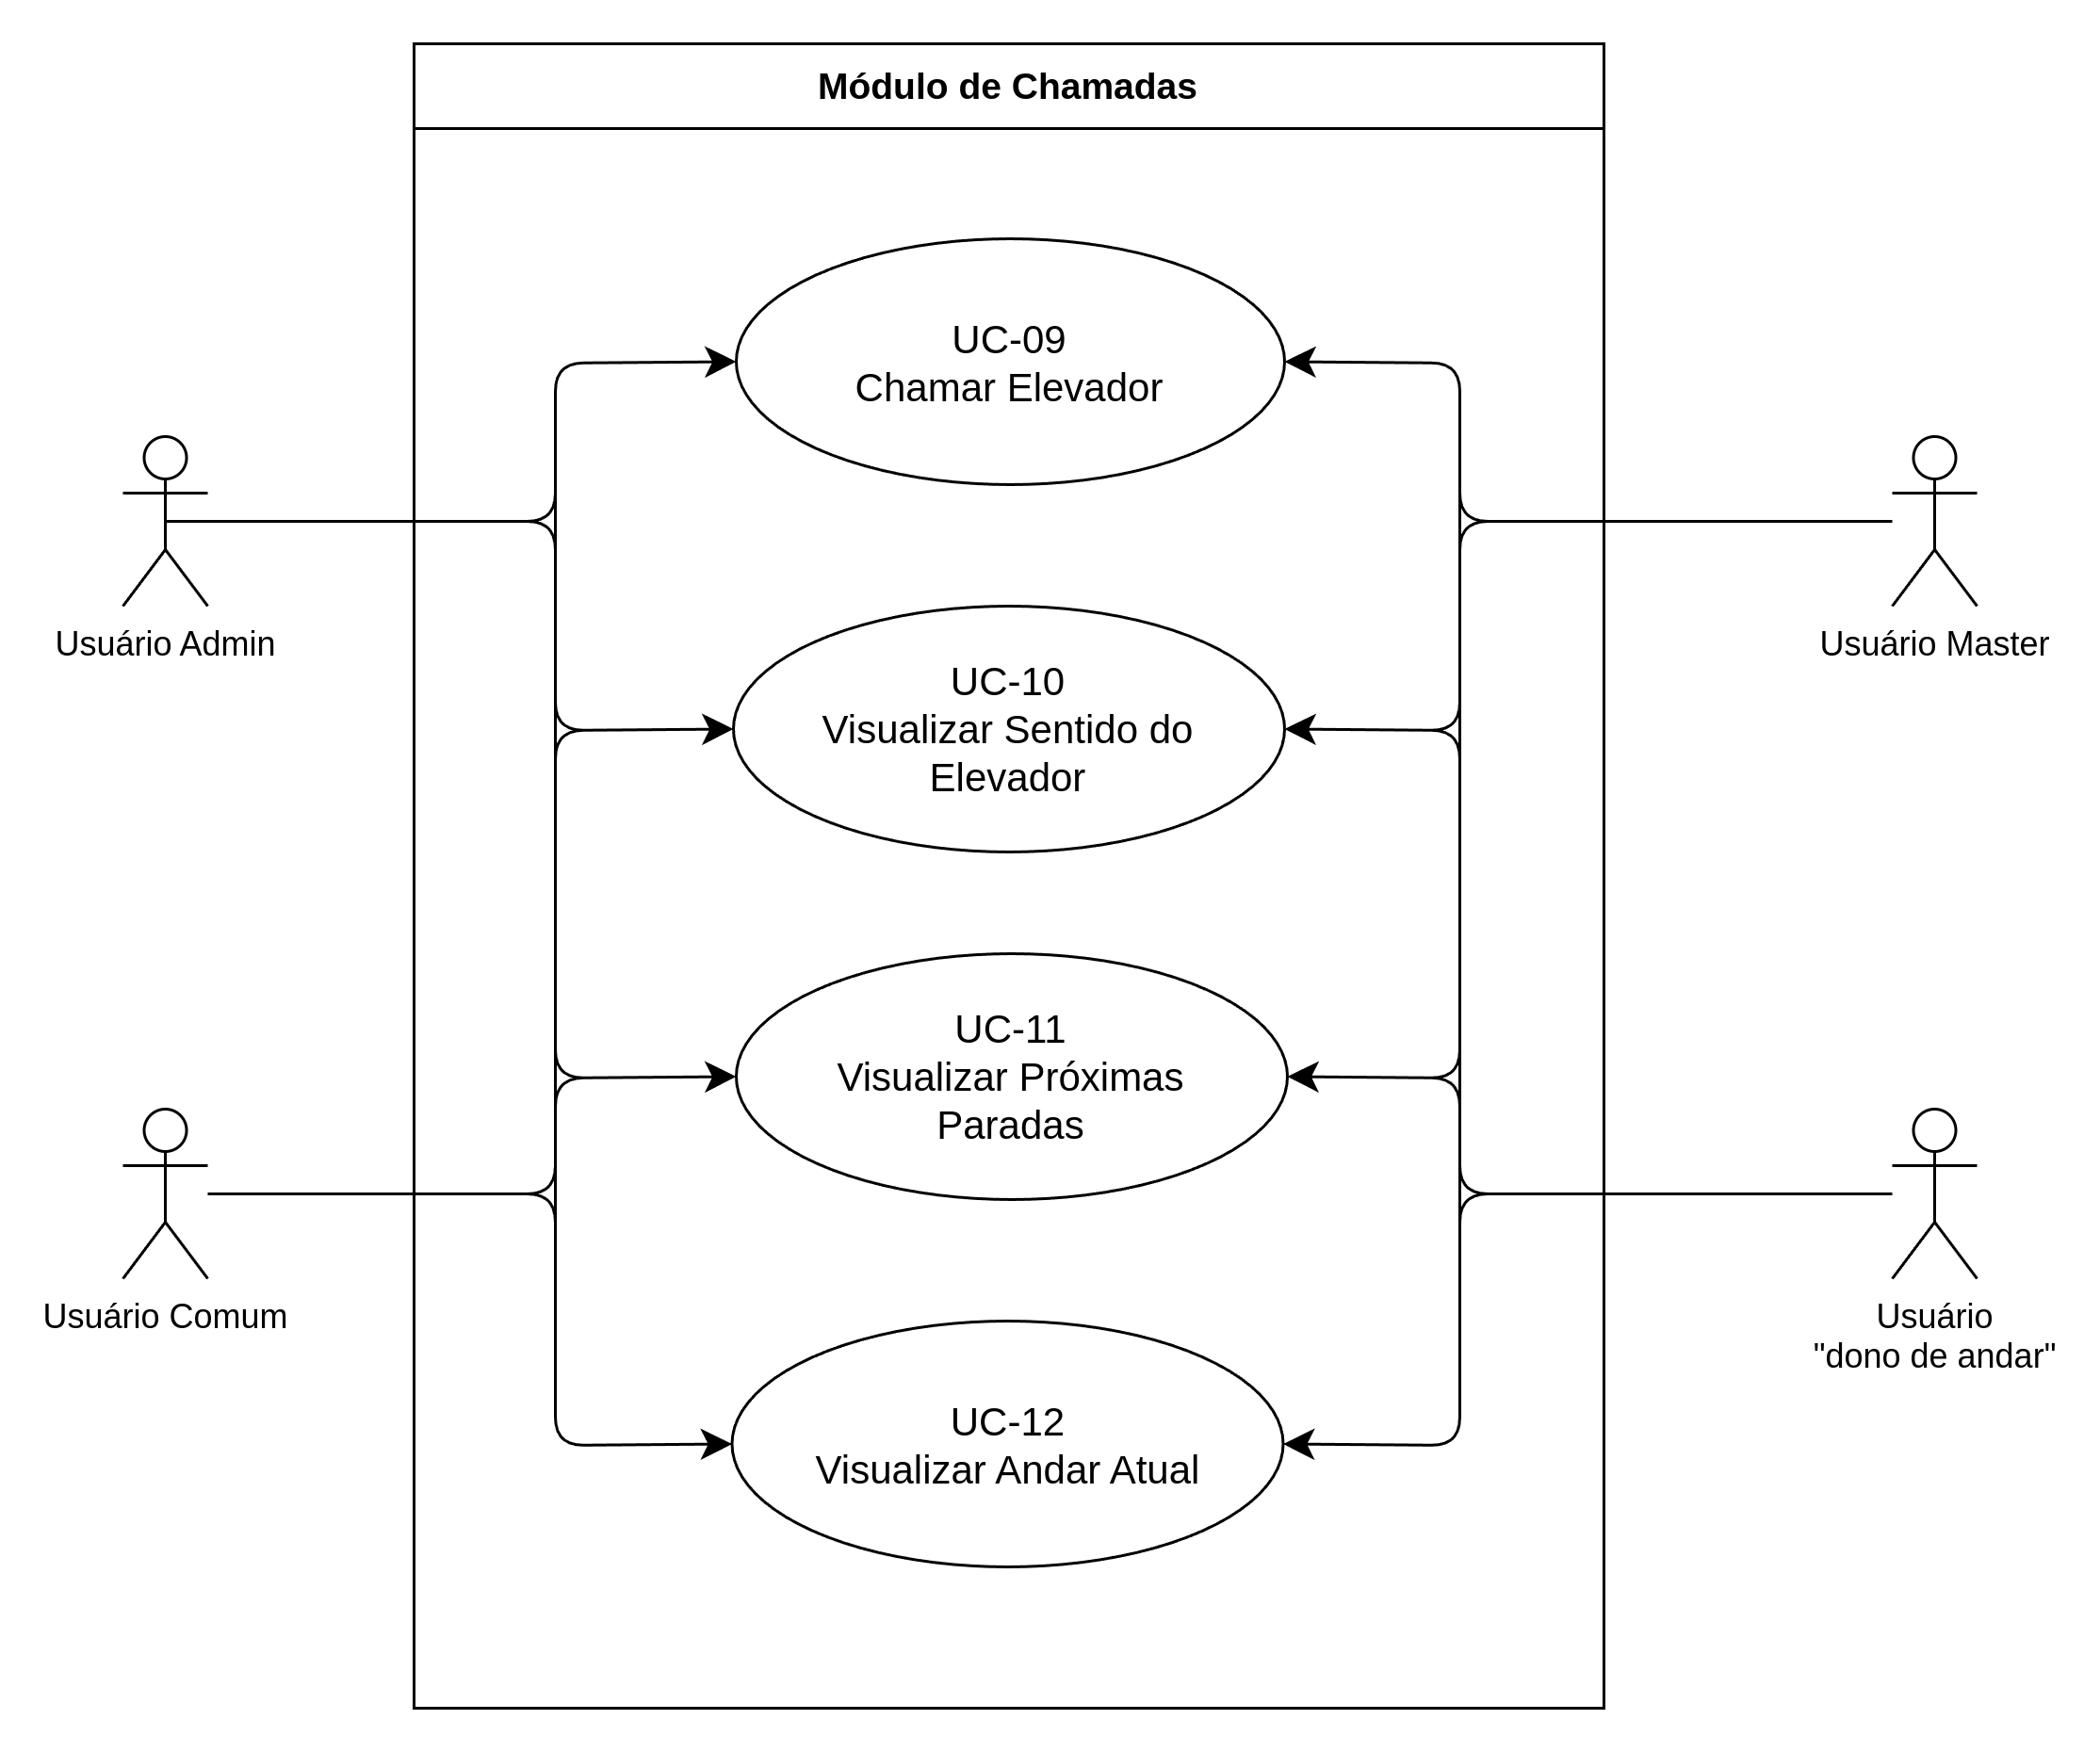 Módulo de Chamadas
UC-09
Chamar Elevador
Usuário Admin
Usuário Master
UC-10
Visualizar Sentido do
Elevador
UC-11
Visualizar Próximas
Paradas
Usuário Comum
Usuário
"dono de andar"
UC-12
Visualizar Andar Atual